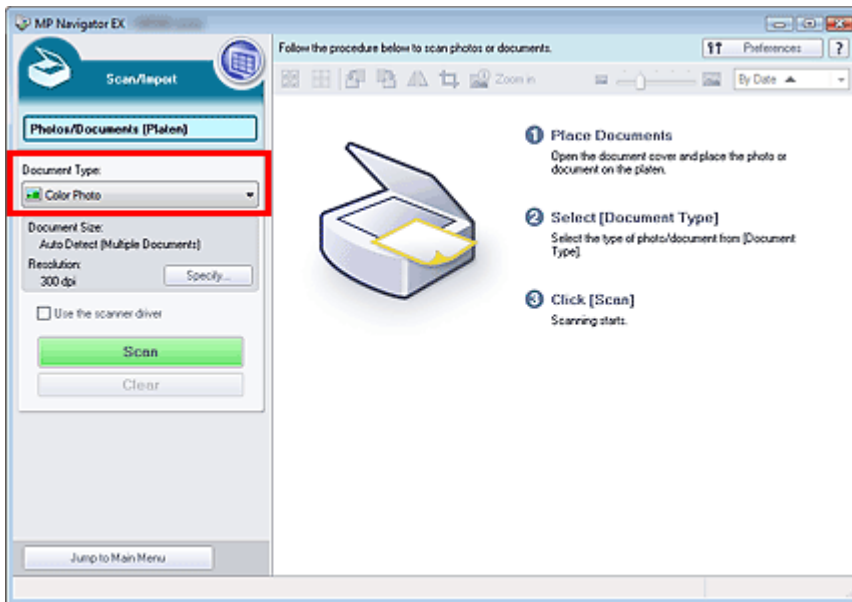 MP Navigator EX
Scan/Import
Photos/Documents (Platen)
Document Type:
Color Photo
Document Size:
Auto Detect (Multiple Documents)
Resolution:
300 dpi
Specify...
Use the scanner driver
Scan
Clear
Jump to Main Menu
Follow the procedure below to scan photos or documents.
Preferences
?
Zoom in
By Date
1 Place Documents
Open the document cover and place the photo or
document on the platen.
2 Select [Document Type]
Select the type of photo/document from [Document
Type]
3 Click [Scan]
Scanning starts.